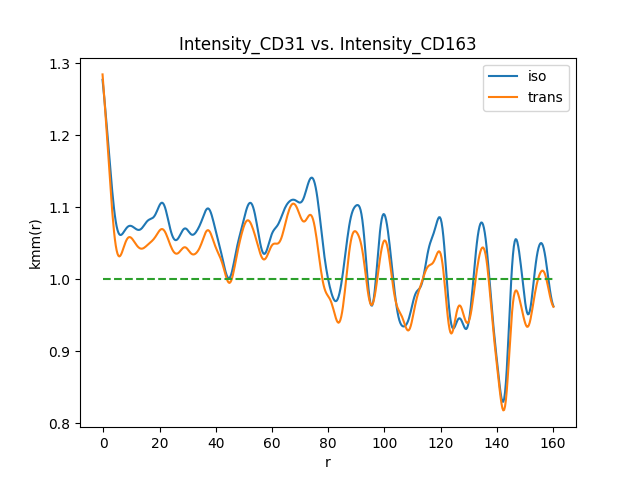 Intensity_CD31 vs. Intensity_CD163
iso
trans
1.3
1.2
1.1
1.0
0.9
0.8
kmm(r)
0 20 40 60 80 100 120 140 160
r